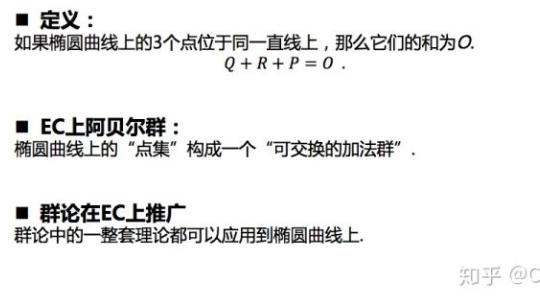 ■ 定义：
如果椭圆曲线上的3个点位于同一直线上，那么它们的和为O.
Q + R + P = O .
■ EC上阿贝尔群：
椭圆曲线上的“点集”构成一个“可交换的加法群”.
■ 群论在EC上推广
群论中的一整套理论都可以应用到椭圆曲线上.
知乎 @C